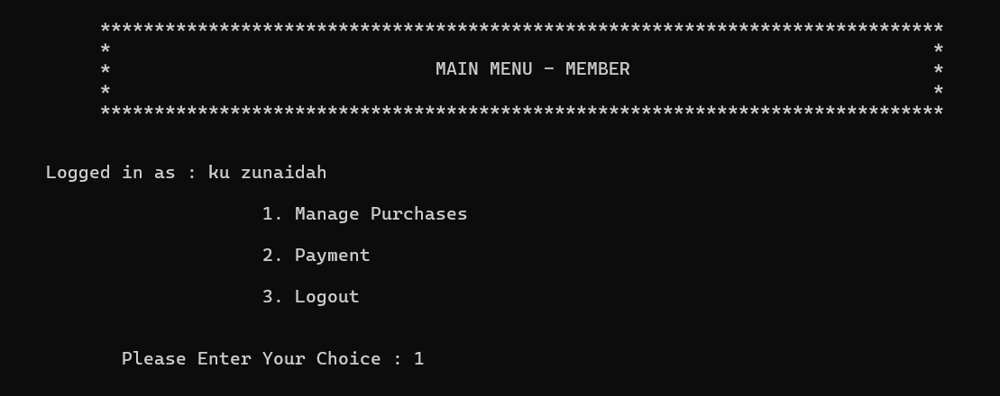 ******************************************************************************
*                                                                            *
*                              MAIN MENU - MEMBER                            *
*                                                                            *
******************************************************************************
Logged in as : ku zunaidah
1. Manage Purchases
2. Payment
3. Logout
Please Enter Your Choice : 1